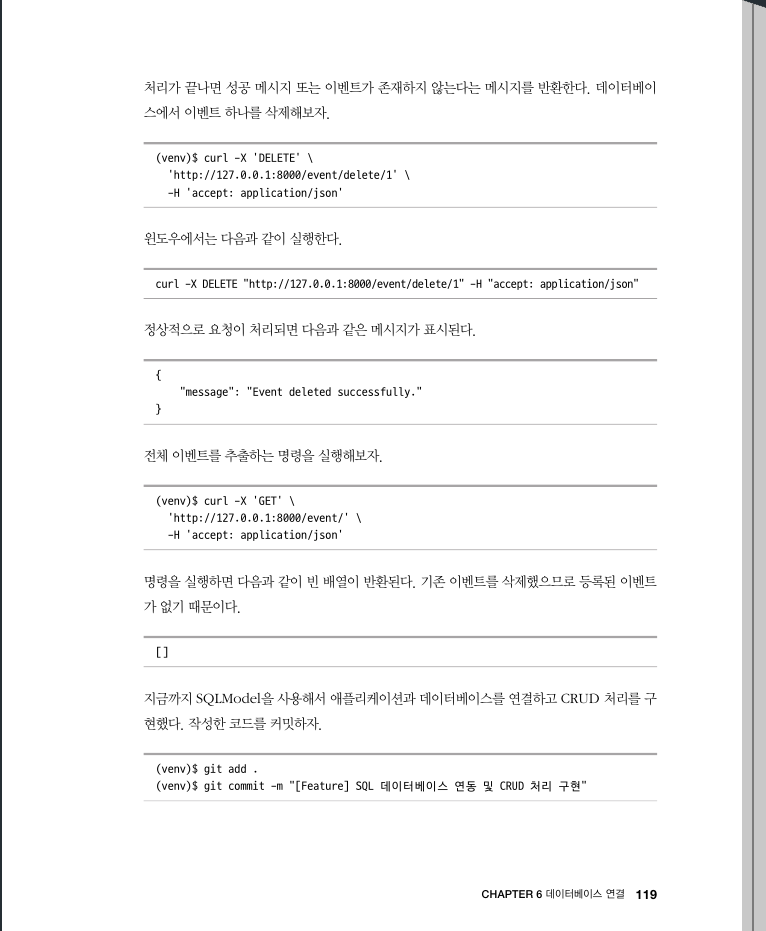 처리가 끝나면 성공 메시지 또는 이벤트가 존재하지 않는다는 메시지를 반환한다. 데이터베이
스에서 이벤트 하나를 삭제해보자.
(venv)$ curl -X 'DELETE' \
'http://127.0.0.1:8000/event/delete/1' \
-H 'accept: application/json'
윈도우에서는 다음과 같이 실행한다.
curl -X DELETE "http://127.0.0.1:8000/event/delete/1" -H "accept: application/json"
정상적으로 요청이 처리되면 다음과 같은 메시지가 표시된다.
{
"message": "Event deleted successfully."
}
전체 이벤트를 추출하는 명령을 실행해보자.
(venv)$ curl -X 'GET' \
'http://127.0.0.1:8000/event/' \
-H 'accept: application/json'
명령을 실행하면 다음과 같이 빈 배열이 반환된다. 기존 이벤트를 삭제했으므로 등록된 이벤트
가 없기 때문이다.
[]
지금까지 SQLModel을 사용해서 애플리케이션과 데이터베이스를 연결하고 CRUD 처리를 구
현했다. 작성한 코드를 커밋하자.
(venv)$ git add .
(venv)$ git commit -m "[Feature] SQL 데이터베이스 연동 및 CRUD 처리 구현"
CHAPTER 6 데이터베이스 연결 119